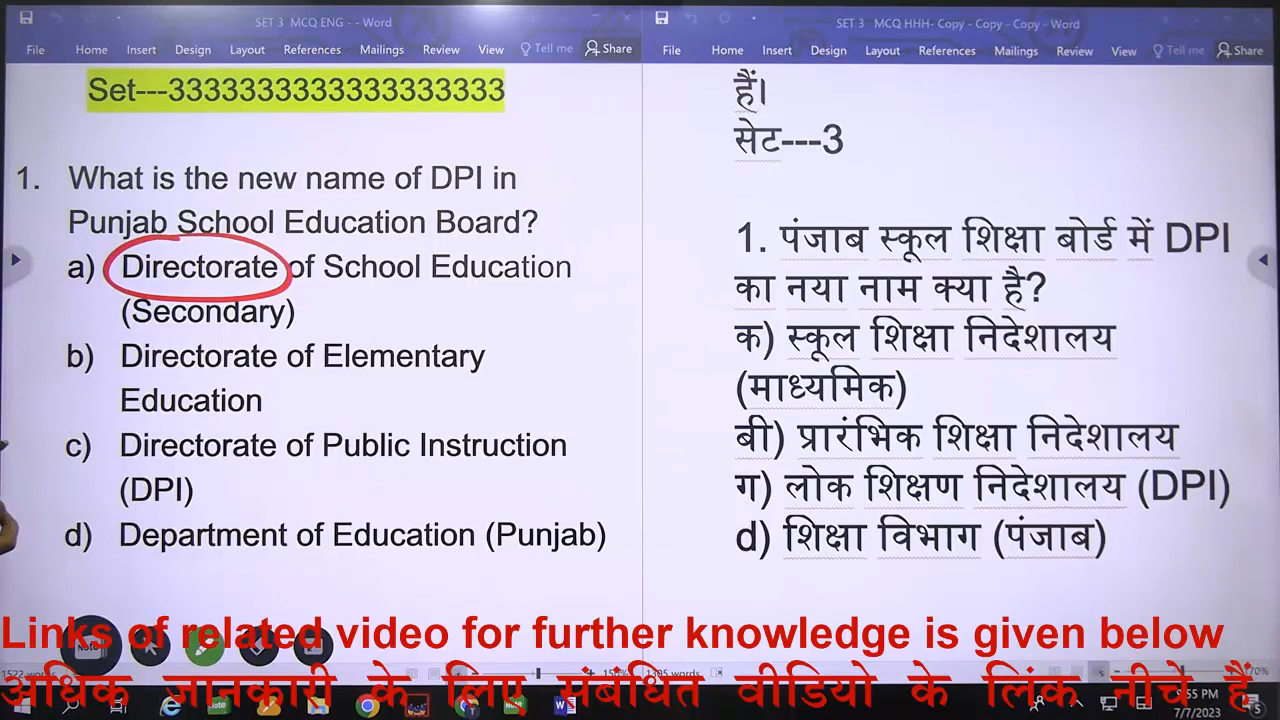 SET 3 MCQ ENG - - Word
File Home Insert Design Layout References Mailings Review View Tell me Share
Set---3333333333333333333
1. What is the new name of DPI in
Punjab School Education Board?
a) Directorate of School Education
(Secondary)
b) Directorate of Elementary
Education
c) Directorate of Public Instruction
(DPI)
d) Department of Education (Punjab)
SET 3 MCQ HHH- Copy - Copy - Copy - Word
File Home Insert Design Layout References Mailings Review View Tell me Share
हैं।
सेट---3
1. पंजाब स्कूल शिक्षा बोर्ड में DPI
का नया नाम क्या है?
क) स्कूल शिक्षा निदेशालय
(माध्यमिक)
बी) प्रारंभिक शिक्षा निदेशालय
ग) लोक शिक्षण निदेशालय (DPI)
d) शिक्षा विभाग (पंजाब)
Links of related video for further knowledge is given below
अधिक जानकारी के लिए संबंधित वीडियो के लिंक नीचे हैं
7/7/2023